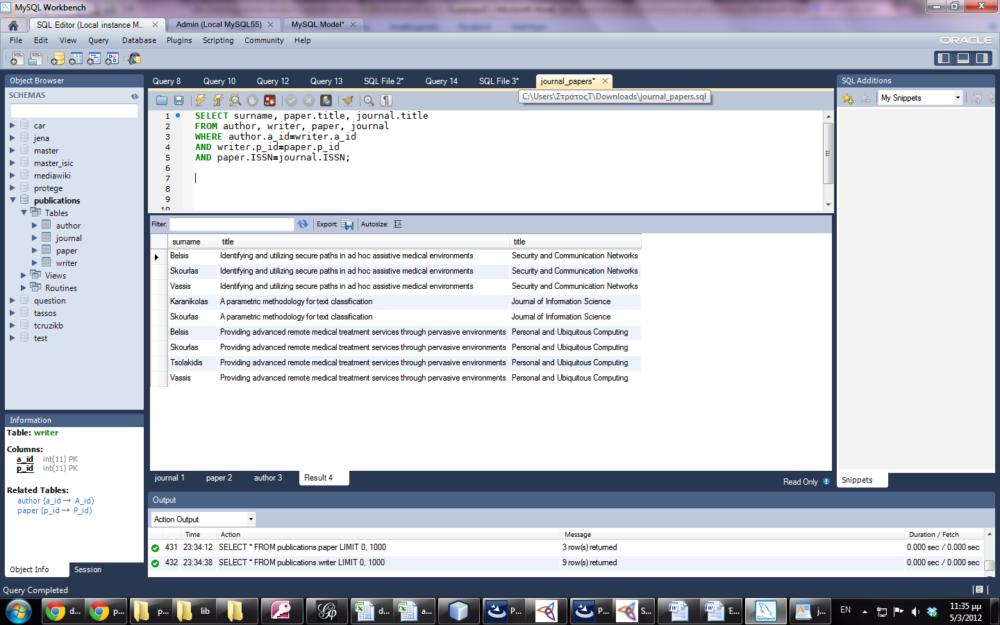 MySQL Workbench
SQL Editor (Local instance M...
Admin (Local MySQL55)
MySQL Model*
File Edit View Query Database Plugins Scripting Community Help
ORACLE
Object Browser
SCHEMAS
car
jena
master
master_isic
mediawiki
protege
publications
Tables
author
journal
paper
writer
Views
Routines
question
tassos
tcruzikb
test
Information
Table: writer
Columns:
a_id int(11) PK
p_id int(11) PK
Related Tables:
author (a_id → A_id)
paper (p_id → P_id)
Object Info Session
Query 8 Query 10 Query 12 Query 13 SQL File 2* Query 14 SQL File 3* journal_papers*
C:\Users\ΣτράτοςΤ\Downloads\journal_papers.sql
1 SELECT surname, paper.title, journal.title
2 FROM author, writer, paper, journal
3 WHERE author.a_id=writer.a_id
4 AND writer.p_id=paper.p_id
5 AND paper.ISSN=journal.ISSN;
6
7
8
9
10
Filter: Export: Autosize:
surname title title
Belsis Identifying and utilizing secure paths in ad hoc assistive medical environments Security and Communication Networks
Skourlas Identifying and utilizing secure paths in ad hoc assistive medical environments Security and Communication Networks
Vassis Identifying and utilizing secure paths in ad hoc assistive medical environments Security and Communication Networks
Karanikolas A parametric methodology for text classification Journal of Information Science
Skourlas A parametric methodology for text classification Journal of Information Science
Belsis Providing advanced remote medical treatment services through pervasive environments Personal and Ubiquitous Computing
Skourlas Providing advanced remote medical treatment services through pervasive environments Personal and Ubiquitous Computing
Tsolakidis Providing advanced remote medical treatment services through pervasive environments Personal and Ubiquitous Computing
Vassis Providing advanced remote medical treatment services through pervasive environments Personal and Ubiquitous Computing
journal 1 paper 2 author 3 Result 4
Read Only
SQL Additions
My Snippets
Snippets
Output
Action Output
Time Action Message Duration / Fetch
431 23:34:12 SELECT * FROM publications.paper LIMIT 0, 1000 3 row(s) returned 0.000 sec / 0.000 sec
432 23:34:38 SELECT * FROM publications.writer LIMIT 0, 1000 9 row(s) returned 0.000 sec / 0.000 sec
Query Completed
d... p... p... lib d... a... P... P... S... Έ... j...
EN
11:35 μμ
5/3/2012